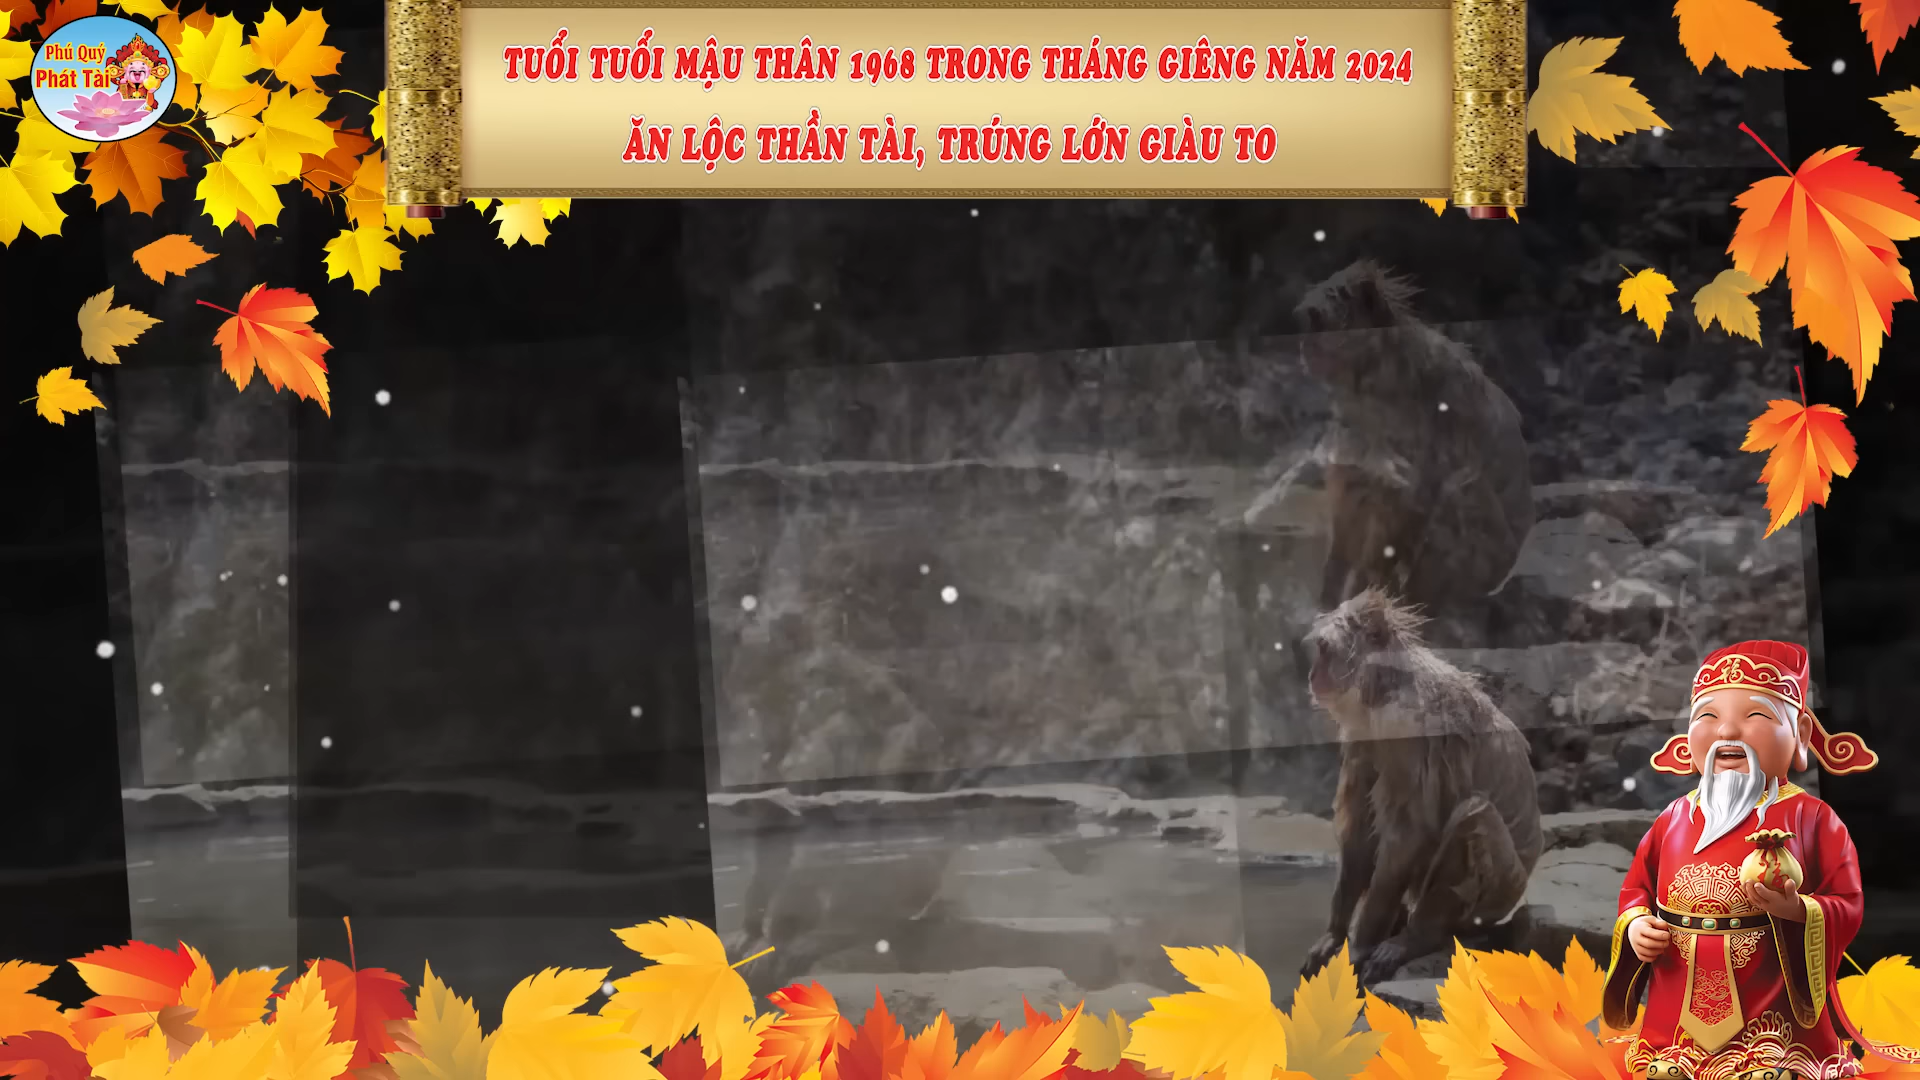 Phú Quý
Phát Tài
TUỔI TUỔI MẬU THÂN 1968 TRONG THÁNG GIÊNG NĂM 2024
ĂN LỘC THẦN TÀI, TRÚNG LỚN GIÀU TO
福